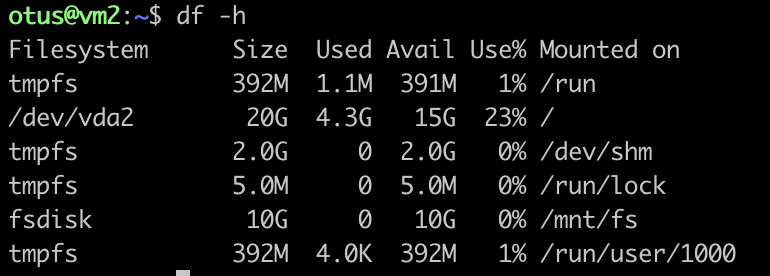 otus@vm2:~$ df -h
Filesystem      Size  Used Avail Use% Mounted on
tmpfs           392M  1.1M  391M   1% /run
/dev/vda2        20G  4.3G   15G  23% /
tmpfs           2.0G     0  2.0G   0% /dev/shm
tmpfs           5.0M     0  5.0M   0% /run/lock
fsdisk           10G     0   10G   0% /mnt/fs
tmpfs           392M  4.0K  392M   1% /run/user/1000